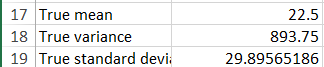 17 True mean 22.5
18 True variance 893.75
19 True standard devi 29.89565186